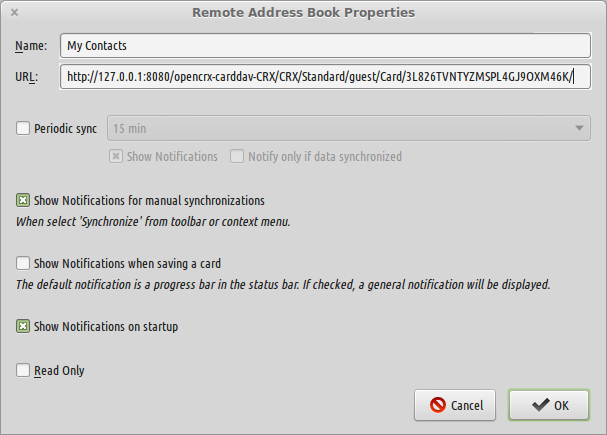 Remote Address Book Properties
Name: My Contacts
URL: http://127.0.0.1:8080/opencrx-carddav-CRX/CRX/Standard/guest/Card/3L826TVNTYZMSPL4GJ9OXM46K/
Periodic sync 15 min
Show Notifications Notify only if data synchronized
Show Notifications for manual synchronizations
When select 'Synchronize' from toolbar or context menu.
Show Notifications when saving a card
The default notification is a progress bar in the status bar. If checked, a general notification will be displayed.
Show Notifications on startup
Read Only
Cancel OK